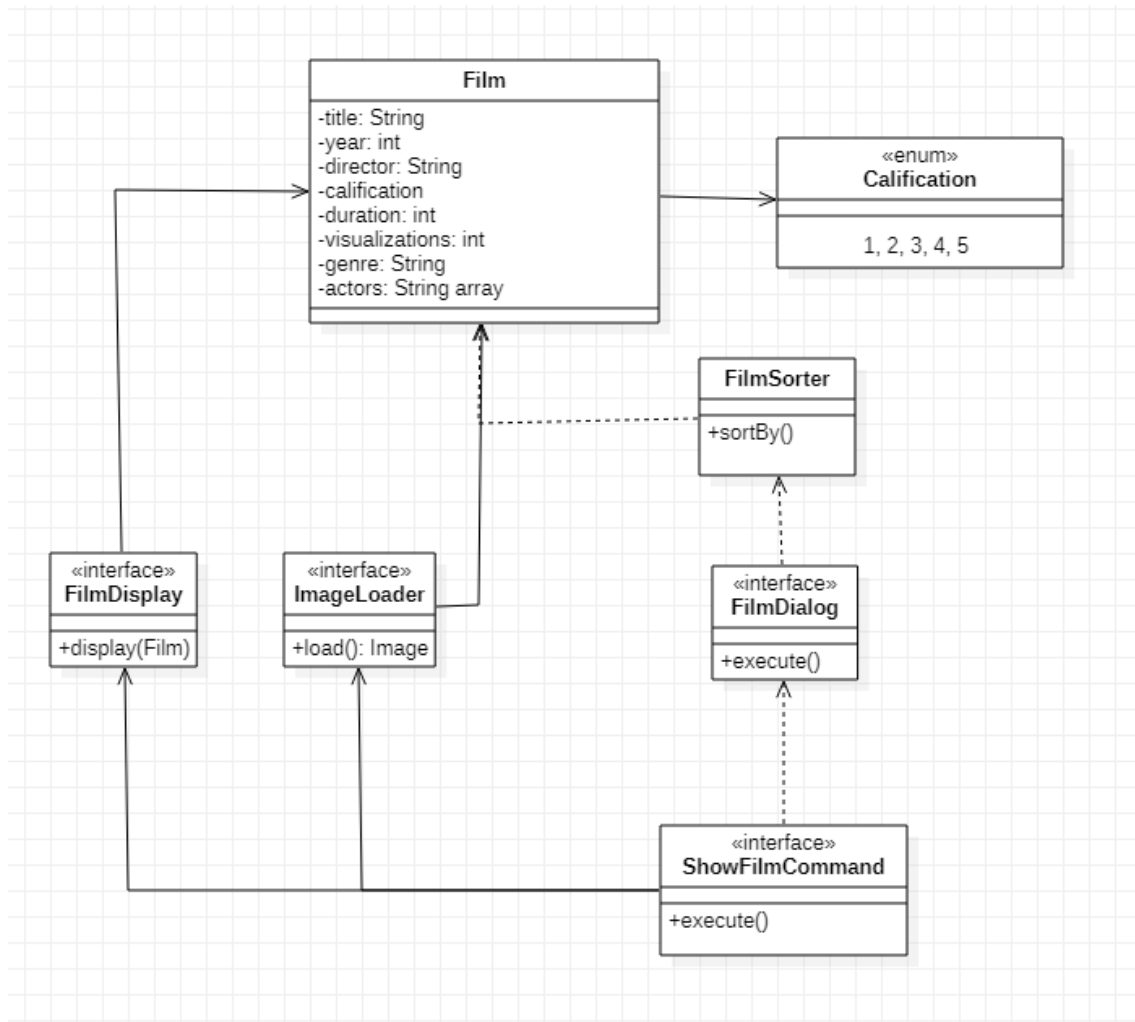 Film
-title: String
-year: int
-director: String
-calification
-duration: int
-visualizations: int
-genre: String
-actors: String array
«enum»
Calification
1, 2, 3, 4, 5
FilmSorter
+sortBy()
«interface»
FilmDisplay
+display(Film)
«interface»
ImageLoader
+load(): Image
«interface»
FilmDialog
+execute()
«interface»
ShowFilmCommand
+execute()